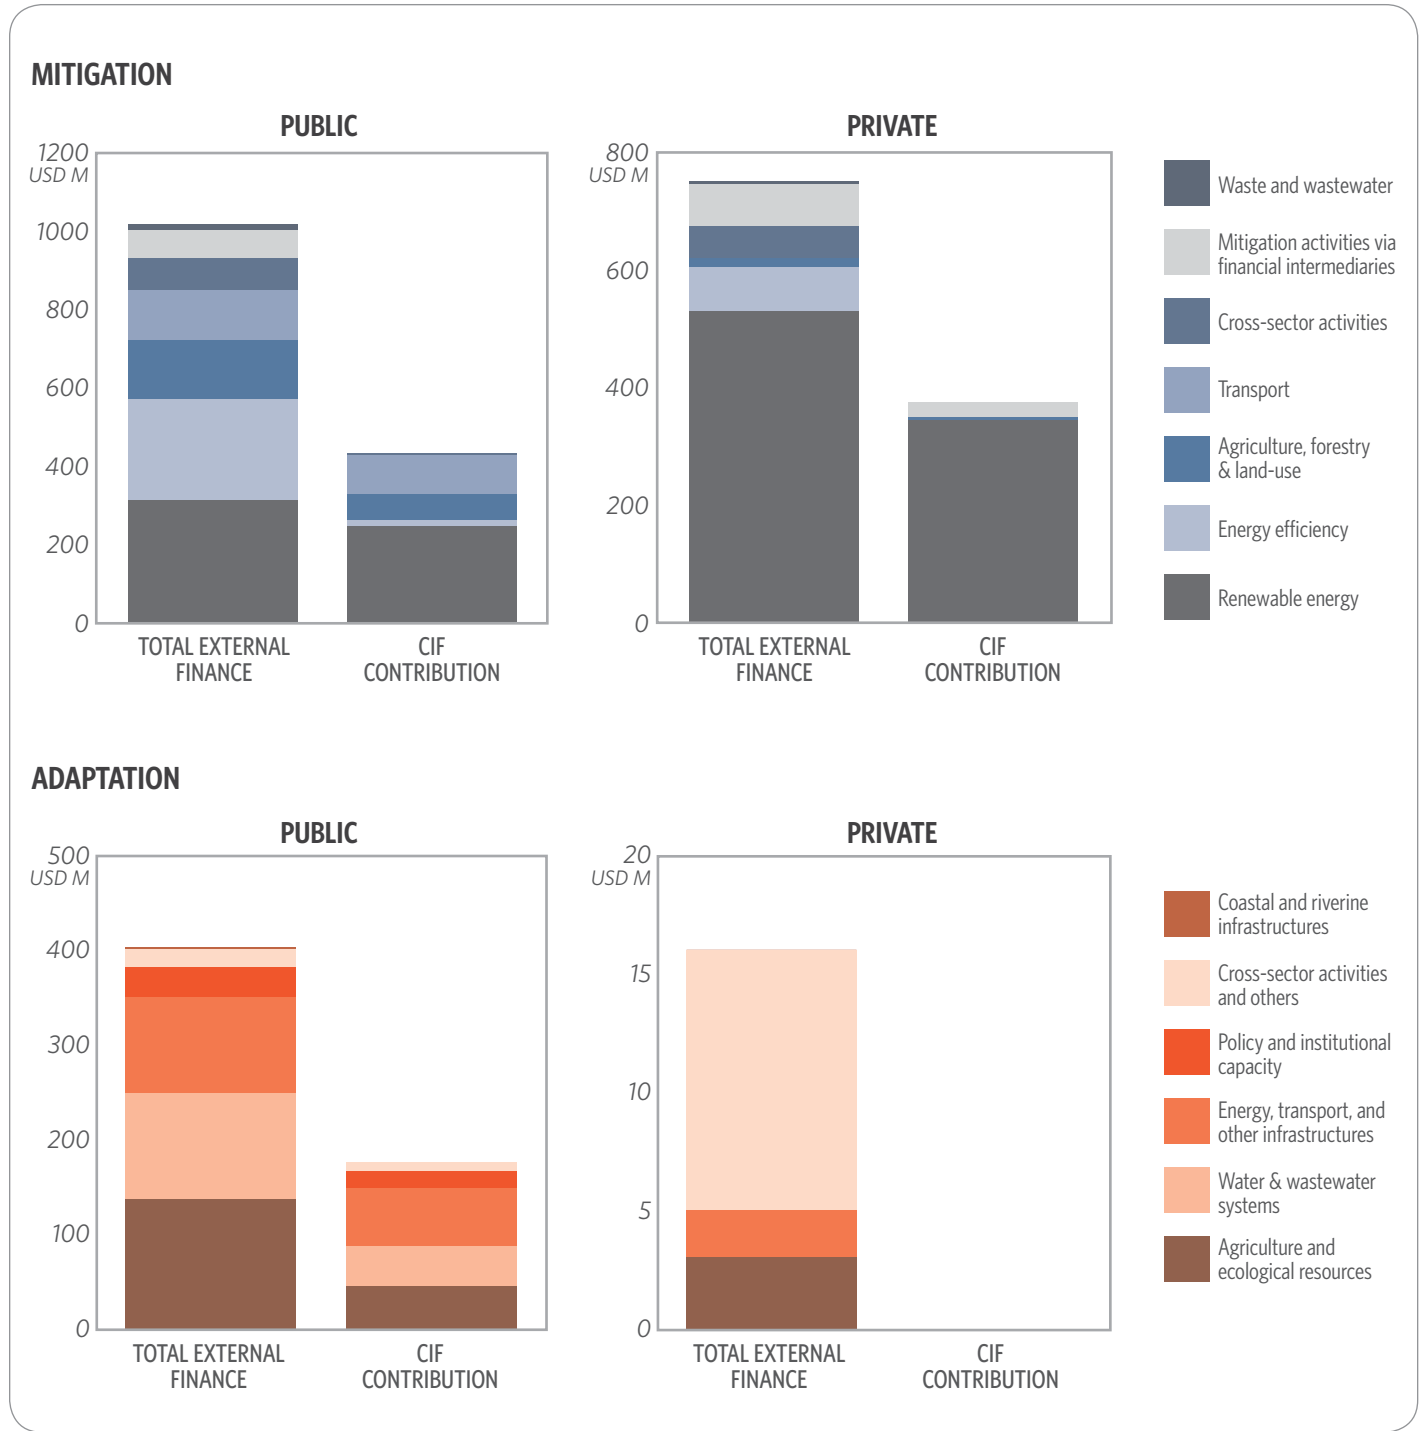 MITIGATION
PUBLIC
1200
USD M
1000
800
600
400
200
0
TOTAL EXTERNAL
FINANCE
CIF
CONTRIBUTION
PRIVATE
800
USD M
600
400
200
0
TOTAL EXTERNAL
FINANCE
CIF
CONTRIBUTION
Waste and wastewater
Mitigation activities via
financial intermediaries
Cross-sector activities
Transport
Agriculture, forestry
& land-use
Energy efficiency
Renewable energy
ADAPTATION
PUBLIC
500
USD M
400
300
200
100
0
TOTAL EXTERNAL
FINANCE
CIF
CONTRIBUTION
PRIVATE
20
USD M
15
10
5
0
TOTAL EXTERNAL
FINANCE
CIF
CONTRIBUTION
Coastal and riverine
infrastructures
Cross-sector activities
and others
Policy and institutional
capacity
Energy, transport, and
other infrastructures
Water & wastewater
systems
Agriculture and
ecological resources